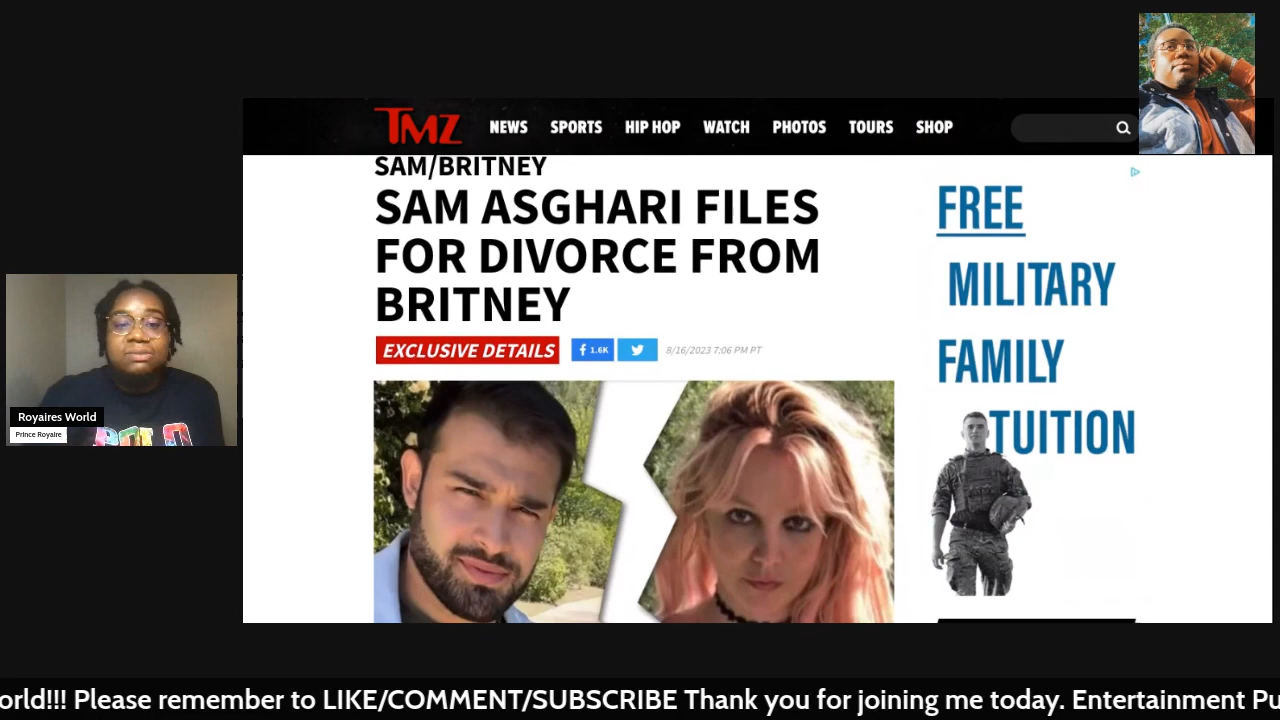 TMZ
NEWS SPORTS HIP HOP WATCH PHOTOS TOURS SHOP
SAM/BRITNEY
SAM ASGHARI FILES
FOR DIVORCE FROM
BRITNEY
EXCLUSIVE DETAILS
1.6K
8/16/2023 7:06 PM PT
FREE
MILITARY
FAMILY
TUITION
Royaires World
Prince Royaire
POLO
orld!!! Please remember to LIKE/COMMENT/SUBSCRIBE Thank you for joining me today. Entertainment Pu